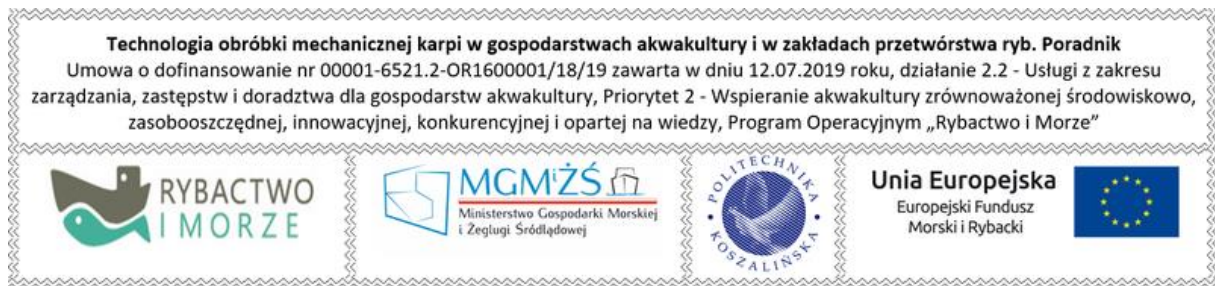 Technologia obróbki mechanicznej karpi w gospodarstwach akwakultury i w zakładach przetwórstwa ryb. Poradnik
Umowa o dofinansowanie nr 00001-6521.2-OR1600001/18/19 zawarta w dniu 12.07.2019 roku, działanie 2.2 - Usługi z zakresu
zarządzania, zastępstw i doradztwa dla gospodarstw akwakultury, Priorytet 2 - Wspieranie akwakultury zrównoważonej środowiskowo,
zasobooszczędnej, innowacyjnej, konkurencyjnej i opartej na wiedzy, Program Operacyjnym „Rybactwo i Morze”
RYBACTWO
I MORZE
MGMiŻŚ
Ministerstwo Gospodarki Morskiej
i Żeglugi Śródlądowej
POLITECHNIKA
KOSZALIŃSKA
Unia Europejska
Europejski Fundusz
Morski i Rybacki